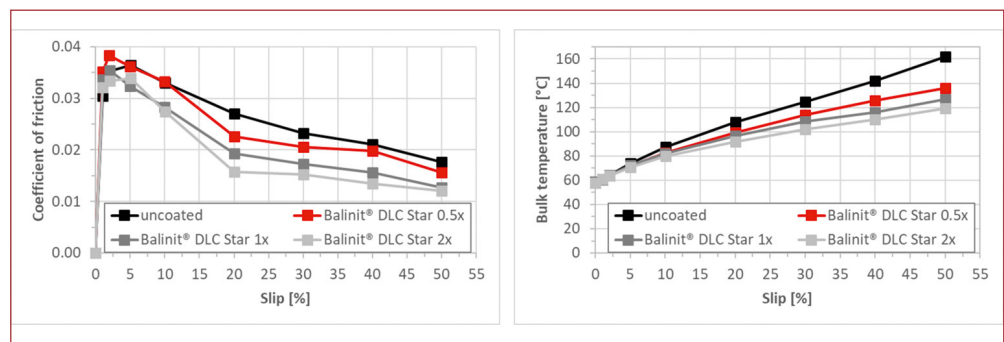 0.04
0.03
0.02
0.01
0.00
Coefficient of friction
uncoated
Balinit® DLC Star 0.5x
Balinit® DLC Star 1x
Balinit® DLC Star 2x
0 5 10 15 20 25 30 35 40 45 50 55
Slip [%]
160
140
120
100
80
60
40
20
0
Bulk temperature [°C]
uncoated
Balinit® DLC Star 0.5x
Balinit® DLC Star 1x
Balinit® DLC Star 2x
0 5 10 15 20 25 30 35 40 45 50 55
Slip [%]